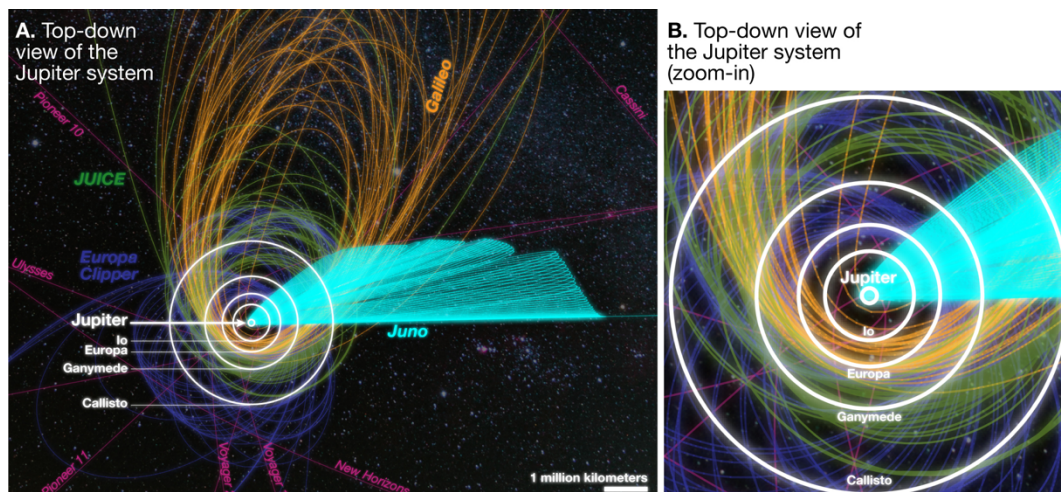 A. Top-down
view of the
Jupiter system
Pioneer 10
Galileo
Cassini
JUICE
Europa
Clipper
Ulysses
Jupiter
Io
Europa
Ganymede
Callisto
Juno
Pioneer 11
Voyager
Voyager
New Horizons
1 million kilometers
B. Top-down view of
the Jupiter system
(zoom-in)
Jupiter
Io
Europa
Ganymede
Callisto